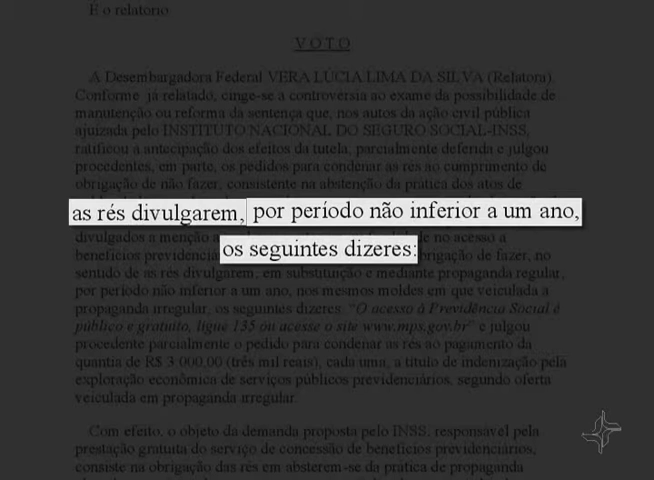 É o relatório
VOTO
A Desembargadora Federal VERA LÚCIA LIMA DA SILVA (Relatora).
Conforme já relatado, cinge-se a controvérsia ao exame da possibilidade de
manutenção ou reforma da sentença que, nos autos da ação civil pública
ajuizada pelo INSTITUTO NACIONAL DO SEGURO SOCIAL-INSS,
ratificou a antecipação dos efeitos da tutela, parcialmente deferida e julgou
procedentes, em parte, os pedidos para condenar as rés ao cumprimento de
obrigação de não fazer, consistente na abstenção da prática dos atos de
as rés divulgarem, por período não inferior a um ano,
divulgados a menção a de no acesso a
os seguintes dizeres:
benefícios previdenciá obrigação de fazer, no
sentido de as rés divulgarem, em substituição e mediante propaganda regular,
por período não inferior a um ano, nos mesmos moldes em que veiculada a
propaganda irregular, os seguintes dizeres: "O acesso à Previdência Social é
público e gratuito, ligue 135 ou acesse o site www.mps.gov.br" e julgou
procedente parcialmente o pedido para condenar as rés ao pagamento da
quantia de R$ 3.000,00 (três mil reais), cada uma, a título de indenização pela
exploração econômica de serviços públicos previdenciários, segundo oferta
veiculada em propaganda irregular.
Com efeito, o objeto da demanda proposta pelo INSS, responsável pela
prestação gratuita do serviço de concessão de benefícios previdenciários,
consiste na obrigação das rés em absterem-se da prática de propaganda